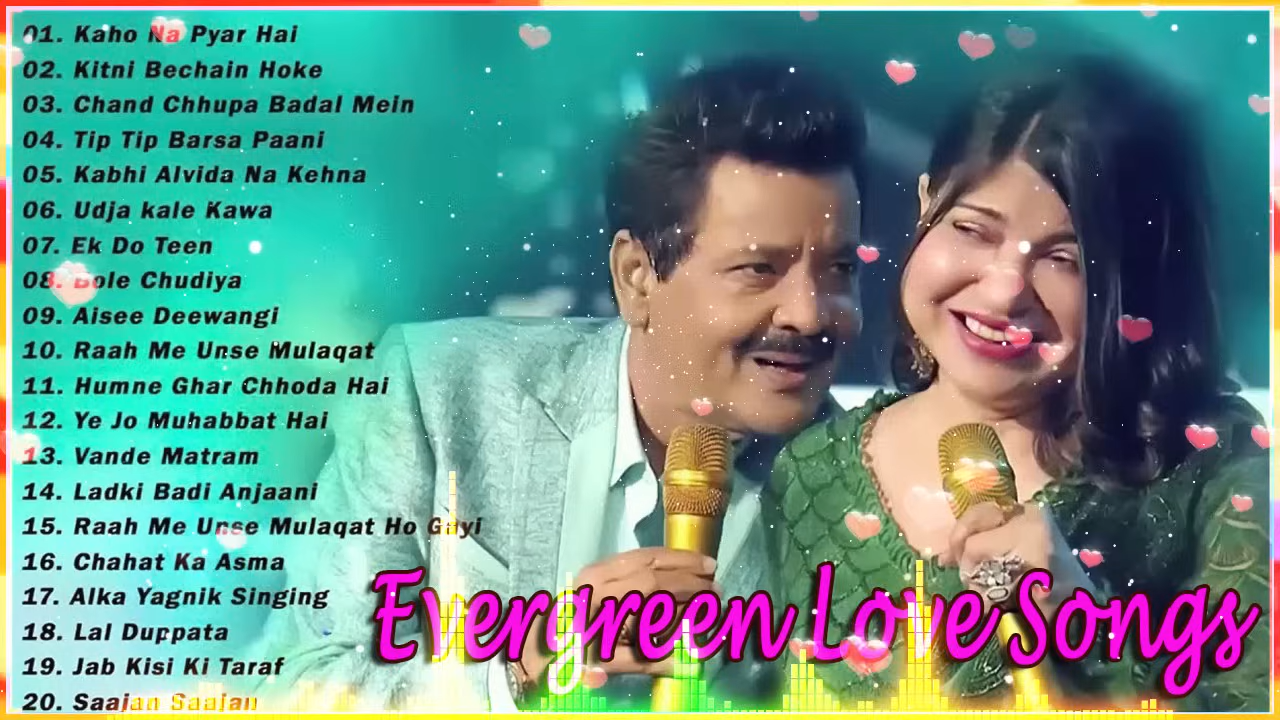 01. Kaho Na Pyar Hai
02. Kitni Bechain Hoke
03. Chand Chhupa Badal Mein
04. Tip Tip Barsa Paani
05. Kabhi Alvida Na Kehna
06. Udja kale Kawa
07. Ek Do Teen
08. Bole Chudiya
09. Aisee Deewangi
10. Raah Me Unse Mulaqat
11. Humne Ghar Chhoda Hai
12. Ye Jo Muhabbat Hai
13. Vande Matram
14. Ladki Badi Anjaani
15. Raah Me Unse Mulaqat Ho Gayi
16. Chahat Ka Asma
17. Alka Yagnik Singing
18. Lal Duppata
19. Jab Kisi Ki Taraf
20. Saajan Saajan
Evergreen Love Songs